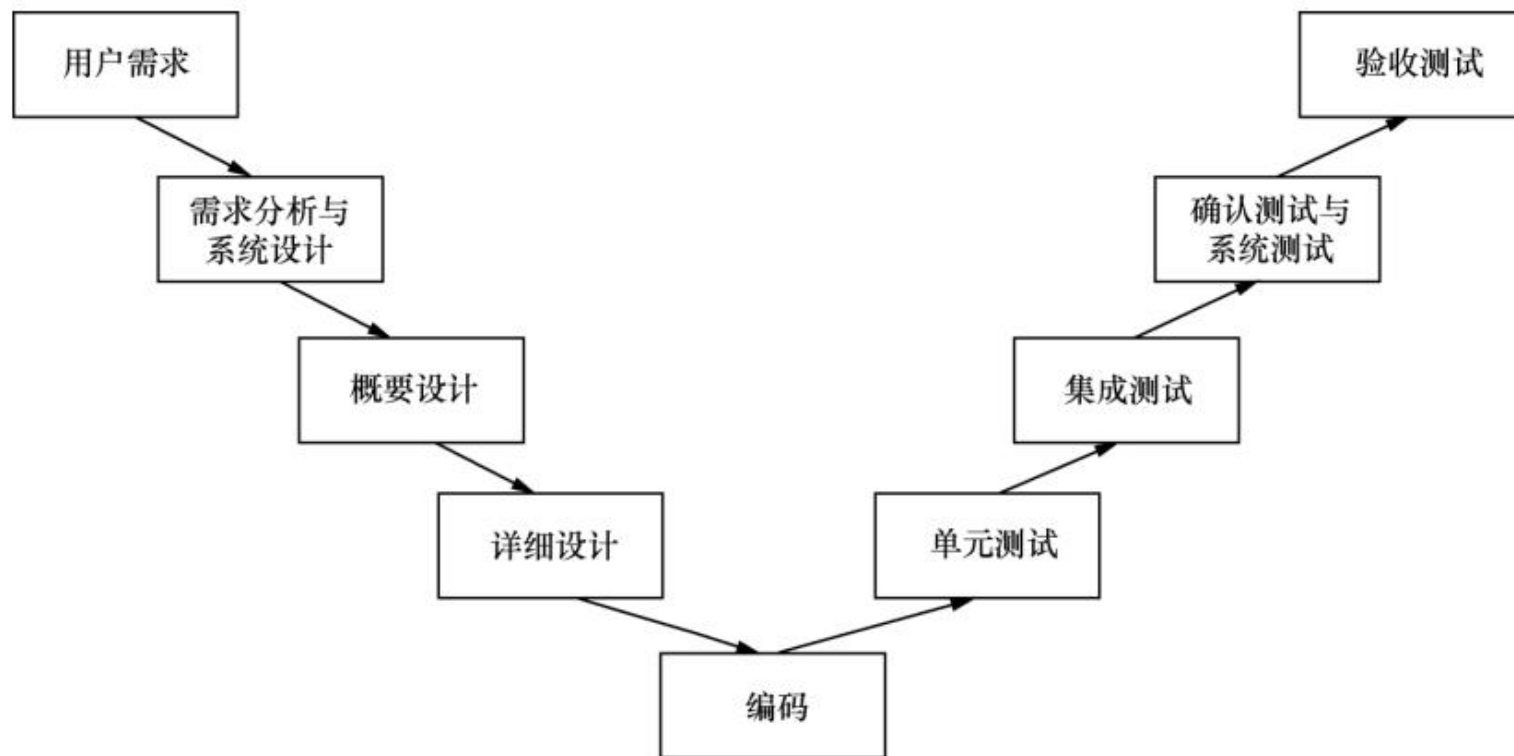 用户需求
验收测试
需求分析与
系统设计
确认测试与
系统测试
概要设计
集成测试
详细设计
单元测试
编码